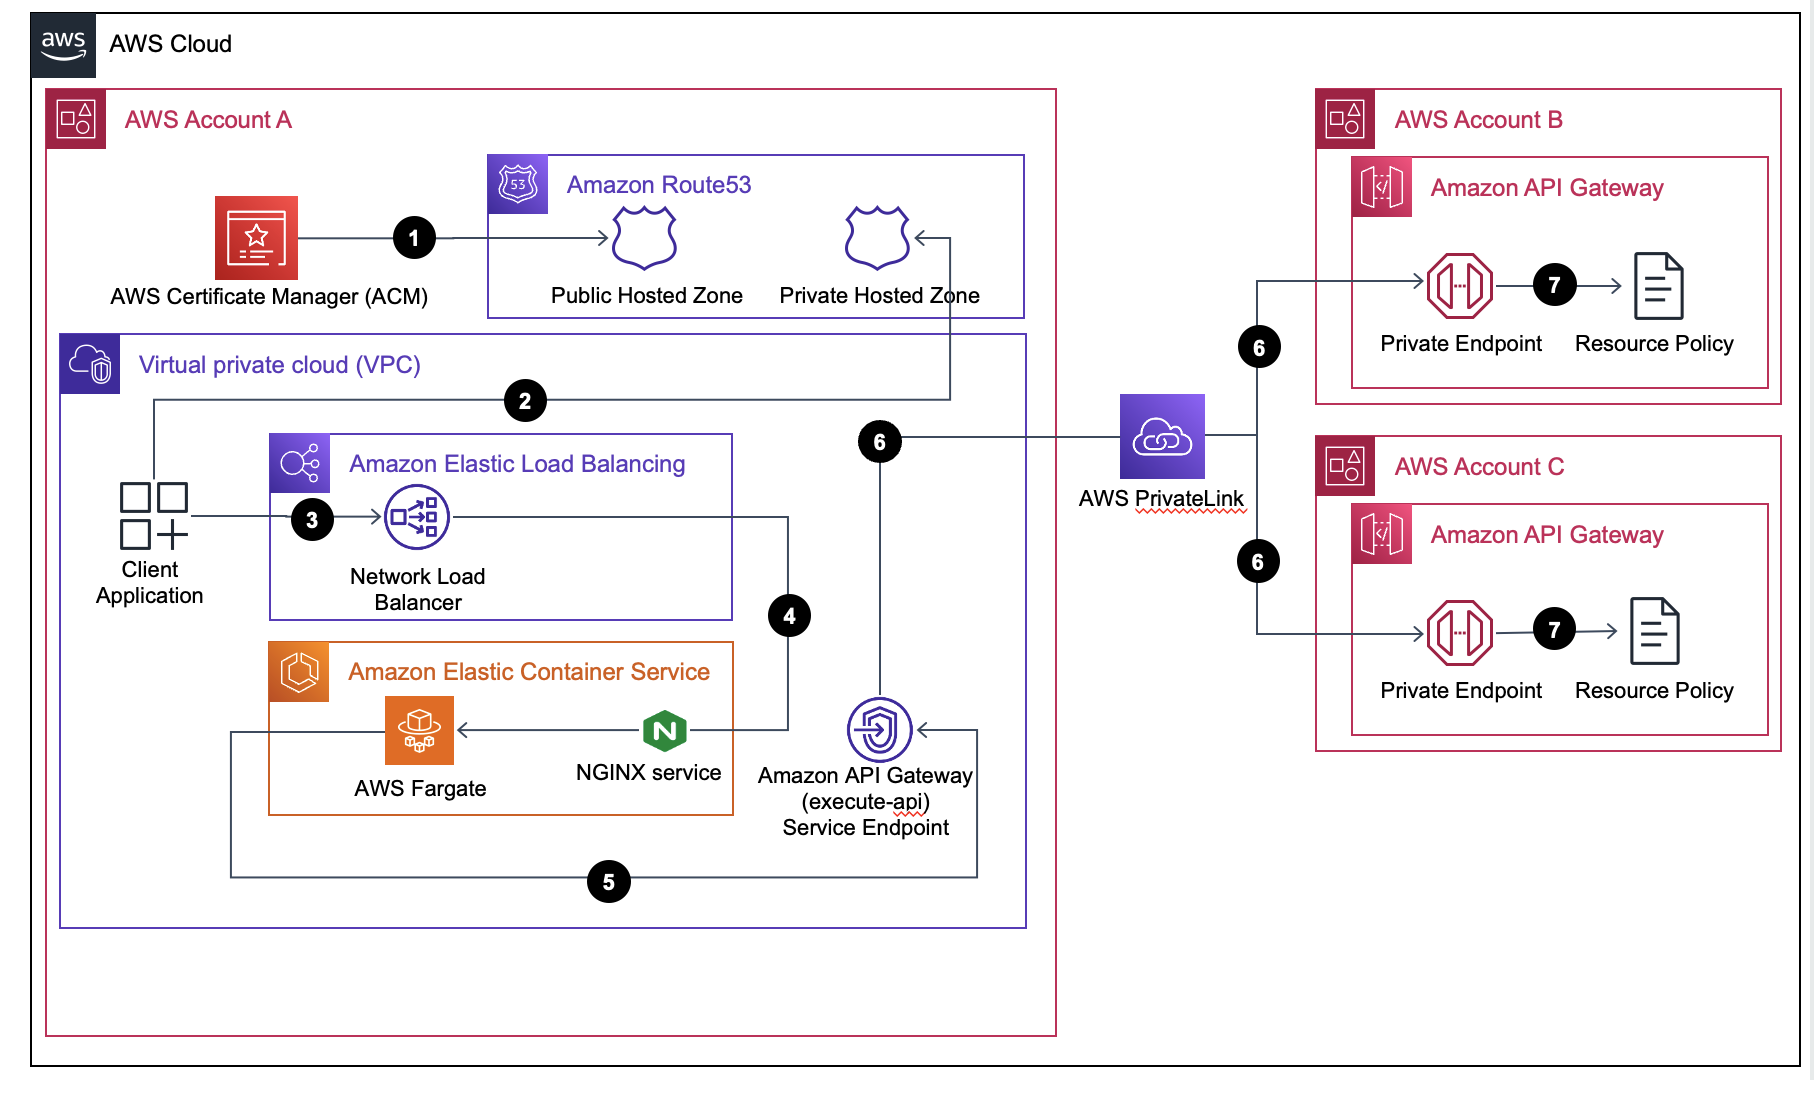 aws
AWS Cloud
AWS Account A
53
Amazon Route53
1
AWS Certificate Manager (ACM)
Public Hosted Zone
Private Hosted Zone
Virtual private cloud (VPC)
2
Amazon Elastic Load Balancing
3
Client
Application
Network Load
Balancer
4
Amazon Elastic Container Service
AWS Fargate
N
NGINX service
Amazon API Gateway
(execute-api)
Service Endpoint
5
6
AWS PrivateLink
6
6
AWS Account B
Amazon API Gateway
7
Private Endpoint
Resource Policy
AWS Account C
Amazon API Gateway
7
Private Endpoint
Resource Policy